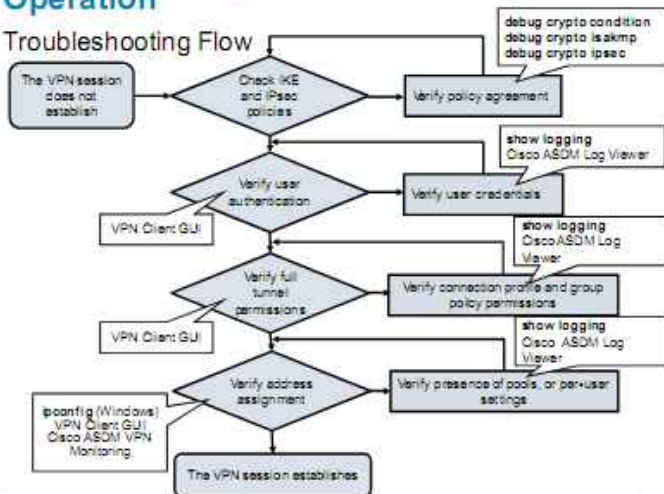 Operation
Troubleshooting Flow
debug crypto condition
debug crypto isakmp
debug crypto ipsec
The VPN session
does not
establish
Check IKE
and IPsec
policies
Verify policy agreement
show logging
Cisco ASDM Log Viewer
Verify user
authentication
Verify user credentials
VPN Client GUI
show logging
Cisco ASDM Log
Viewer
Verify full
tunnel
permissions
Verify connection profile and group
policy permissions
VPN Client GUI
show logging
Cisco ASDM Log
Viewer
Verify address
assignment
Verify presence of pools, or per-user
settings
ipconfig (Windows)
VPN Client GUI
Cisco ASDM VPN
Monitoring
The VPN session establishes